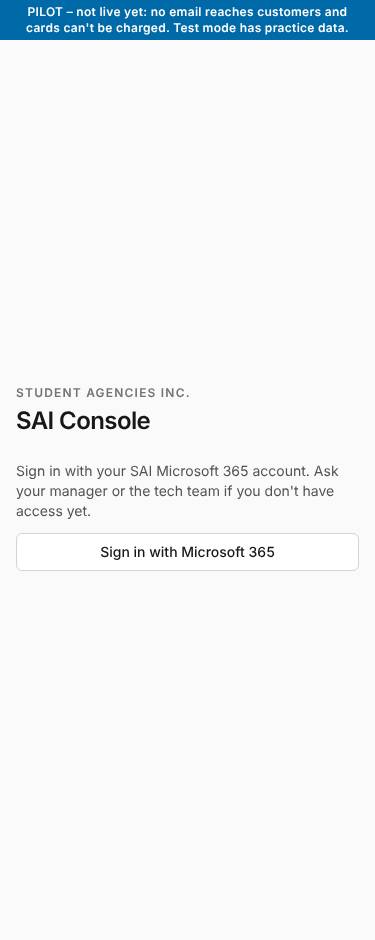 PILOT – not live yet: no email reaches customers and
cards can't be charged. Test mode has practice data.
STUDENT AGENCIES INC.
SAI Console
Sign in with your SAI Microsoft 365 account. Ask
your manager or the tech team if you don't have
access yet.
Sign in with Microsoft 365